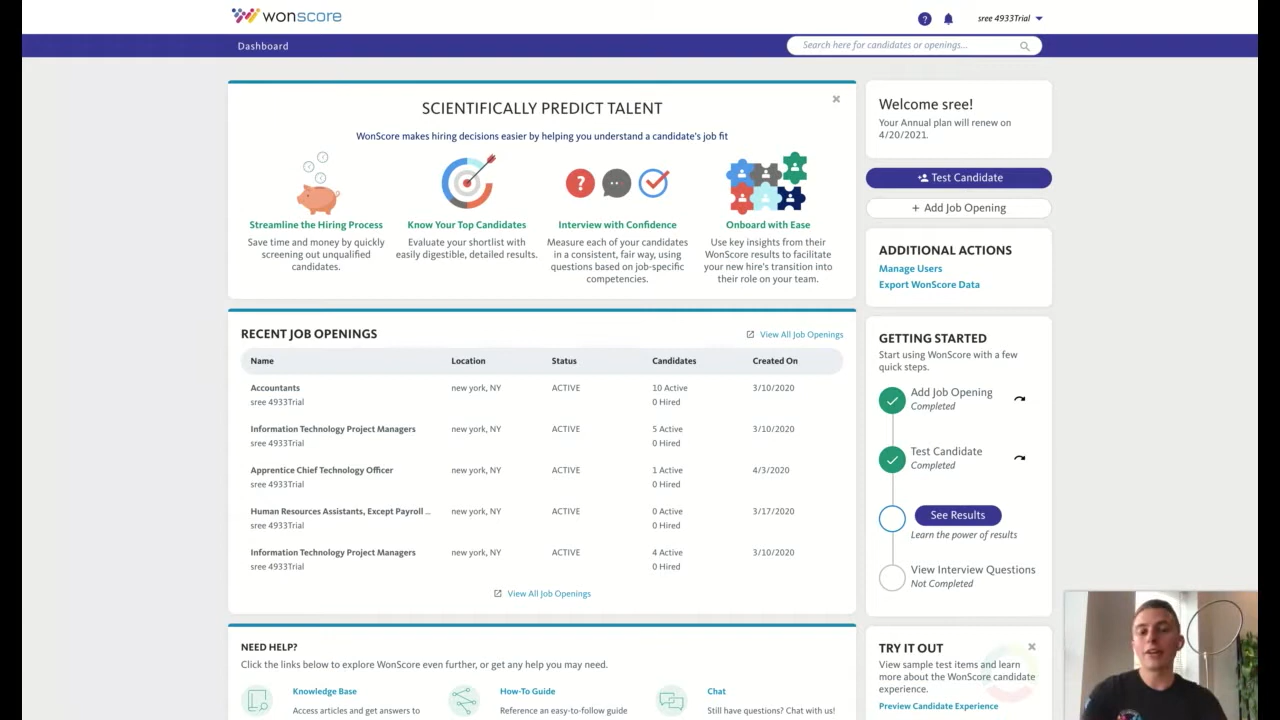 wonscore
?
sree 4933Trial
Dashboard
Search here for candidates or openings...
SCIENTIFICALLY PREDICT TALENT
WonScore makes hiring decisions easier by helping you understand a candidate's job fit
?
Streamline the Hiring Process
Save time and money by quickly
screening out unqualified
candidates.
Know Your Top Candidates
Evaluate your shortlist with
easily digestible, detailed results.
Interview with Confidence
Measure each of your candidates
in a consistent, fair way, using
questions based on job-specific
competencies.
Onboard with Ease
Use key insights from their
WonScore results to facilitate
your new hire's transition into
their role on your team.
RECENT JOB OPENINGS
View All Job Openings
Name Location Status Candidates Created On
Accountants new york, NY ACTIVE 10 Active 3/10/2020
sree 4933Trial 0 Hired
Information Technology Project Managers new york, NY ACTIVE 5 Active 3/10/2020
sree 4933Trial 0 Hired
Apprentice Chief Technology Officer new york, NY ACTIVE 1 Active 4/3/2020
sree 4933Trial 0 Hired
Human Resources Assistants, Except Payroll ... new york, NY ACTIVE 0 Active 3/17/2020
sree 4933Trial 0 Hired
Information Technology Project Managers new york, NY ACTIVE 4 Active 3/10/2020
sree 4933Trial 0 Hired
View All Job Openings
NEED HELP?
Click the links below to explore WonScore even further, or get any help you may need.
Knowledge Base
Access articles and get answers to
How-To Guide
Reference an easy-to-follow guide
Chat
Still have questions? Chat with us!
Welcome sree!
Your Annual plan will renew on
4/20/2021.
Test Candidate
+ Add Job Opening
ADDITIONAL ACTIONS
Manage Users
Export WonScore Data
GETTING STARTED
Start using WonScore with a few
quick steps.
Add Job Opening
Completed
Test Candidate
Completed
See Results
Learn the power of results
View Interview Questions
Not Completed
TRY IT OUT
View sample test items and learn
more about the WonScore candidate
experience.
Preview Candidate Experience